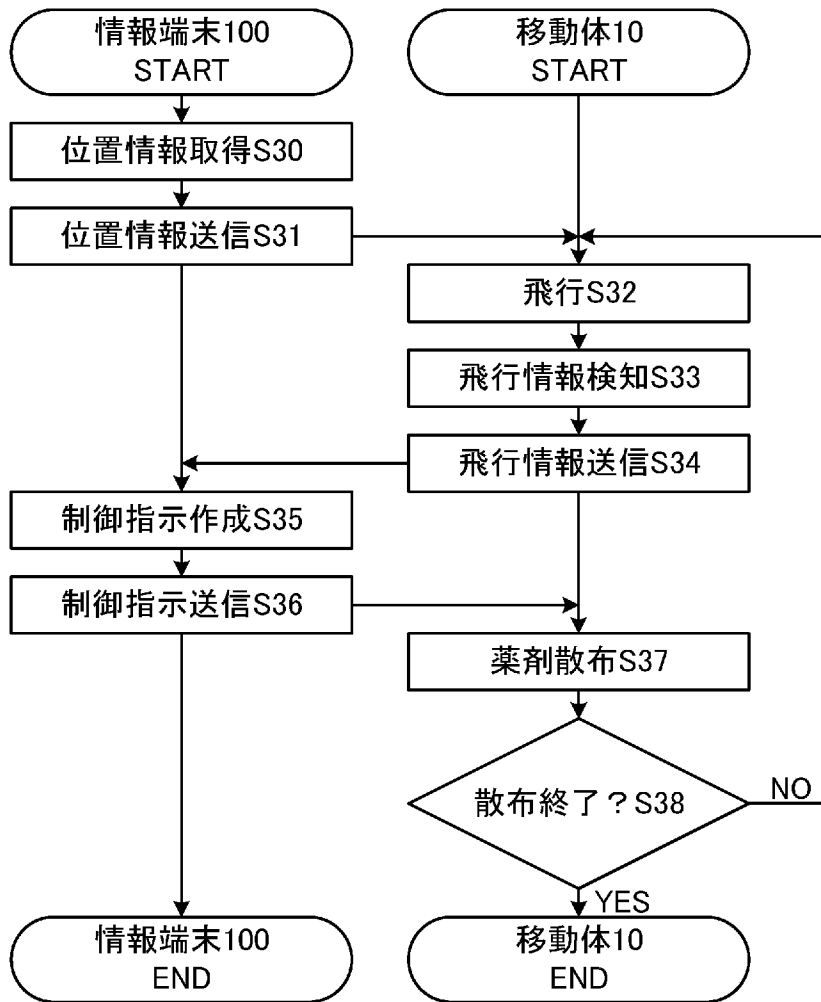 情報端末100
START
移動体10
START
位置情報取得S30
位置情報送信S31
飛行S32
飛行情報検知S33
飛行情報送信S34
制御指示作成S35
制御指示送信S36
薬剤散布S37
散布終了？S38
NO
YES
情報端末100
END
移動体10
END